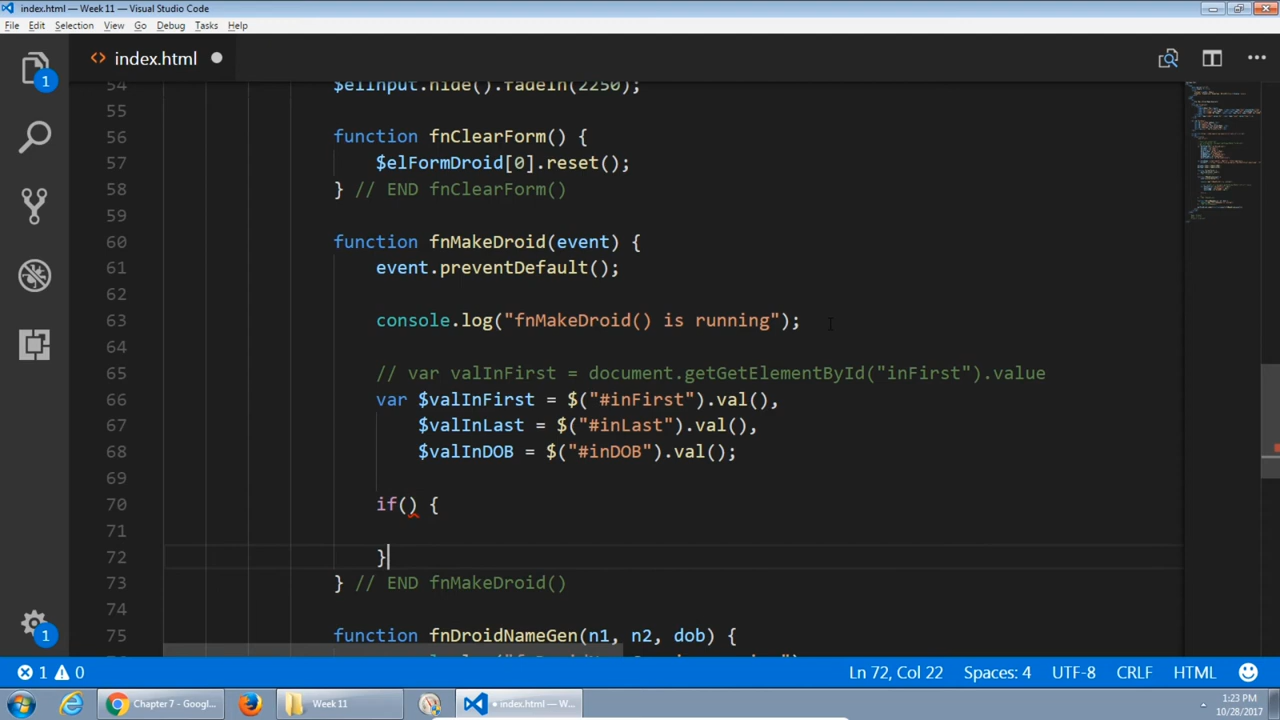 index.html — Week 11 — Visual Studio Code
File Edit Selection View Go Debug Tasks Help
1
index.html
54 $elInput.hide().fadeIn(2250);
55
56 function fnClearForm() {
57 $elFormDroid[0].reset();
58 } // END fnClearForm()
59
60 function fnMakeDroid(event) {
61 event.preventDefault();
62
63 console.log("fnMakeDroid() is running");
64
65 // var valInFirst = document.getGetElementById("inFirst").value
66 var $valInFirst = $("#inFirst").val(),
67 $valInLast = $("#inLast").val(),
68 $valInDOB = $("#inDOB").val();
69
70 if() {
71
72 }
73 } // END fnMakeDroid()
74
75 function fnDroidNameGen(n1, n2, dob) {
1
1 0 Ln 72, Col 22 Spaces: 4 UTF-8 CRLF HTML
Chapter 7 - Googl... Week 11 • index.html — W...
1:23 PM
10/28/2017